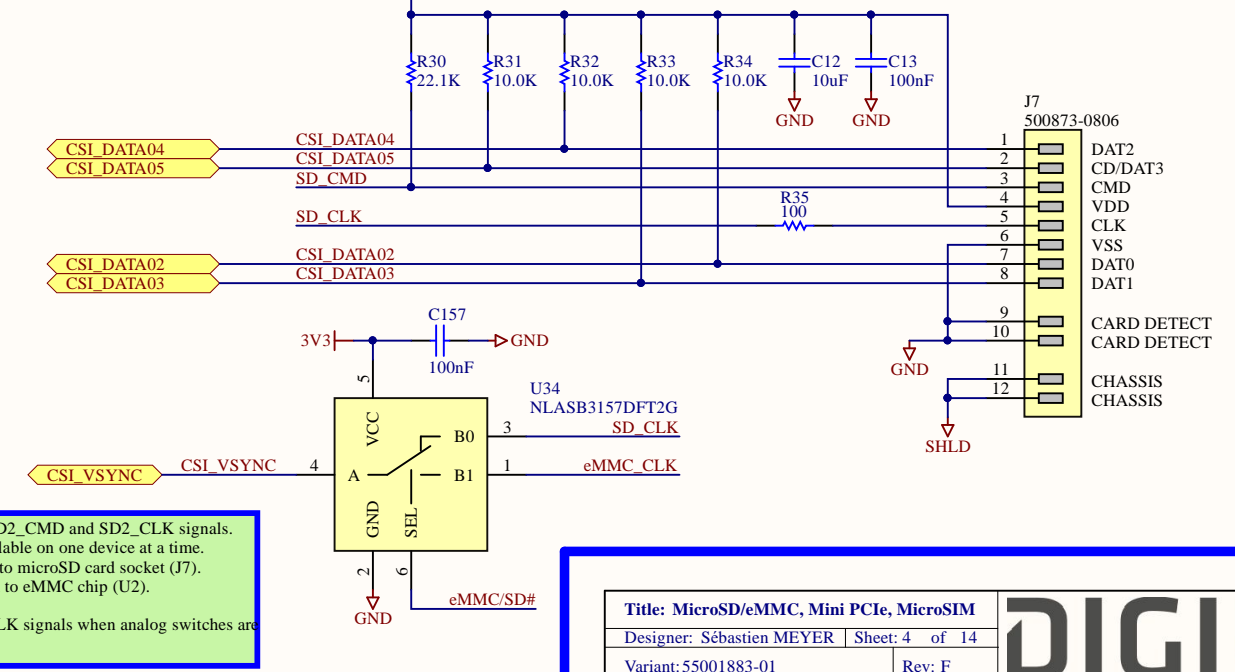 R30
22.1K
R31
10.0K
R32
10.0K
R33
10.0K
R34
10.0K
C12
10uF
C13
100nF
GND
GND
J7
500873-0806
CSI_DATA04
CSI_DATA04
1
DAT2
CSI_DATA05
CSI_DATA05
2
CD/DAT3
SD_CMD
3
CMD
4
VDD
SD_CLK
R35
100
5
CLK
6
VSS
CSI_DATA02
CSI_DATA02
7
DAT0
CSI_DATA03
CSI_DATA03
8
DAT1
9
CARD DETECT
10
CARD DETECT
GND
11
CHASSIS
12
CHASSIS
SHLD
3V3
C157
100nF
GND
U34
NLASB3157DFT2G
5
VCC
B0
3
SD_CLK
CSI_VSYNC
CSI_VSYNC
4
A
B1
1
eMMC_CLK
GND
SEL
2
6
GND
eMMC/SD#
D2_CMD and SD2_CLK signals.
lable on one device at a time.
to microSD card socket (J7).
to eMMC chip (U2).
LK signals when analog switches are
Title: MicroSD/eMMC, Mini PCIe, MicroSIM
Designer: Sébastien MEYER Sheet: 4 of 14
Variant: 55001883-01 Rev: F
DIGI